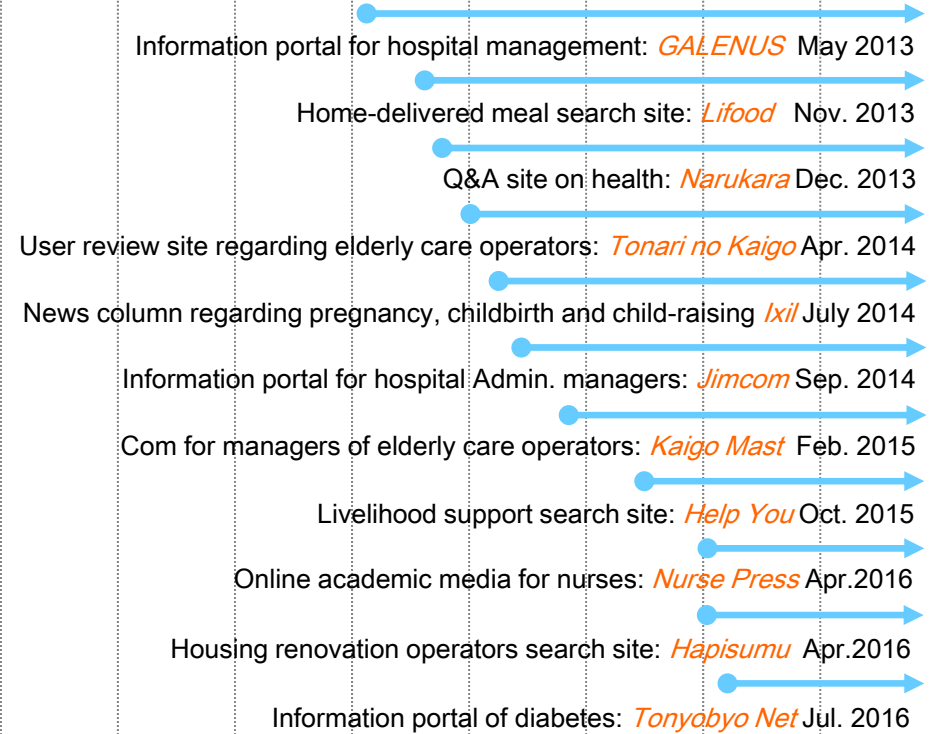 Information portal for hospital management: GALENUS May 2013
Home-delivered meal search site: Lifood Nov. 2013
Q&A site on health: Narukara Dec. 2013
User review site regarding elderly care operators: Tonari no Kaigo Apr. 2014
News column regarding pregnancy, childbirth and child-raising Ixil July 2014
Information portal for hospital Admin. managers: Jimcom Sep. 2014
Com for managers of elderly care operators: Kaigo Mast Feb. 2015
Livelihood support search site: Help You Oct. 2015
Online academic media for nurses: Nurse Press Apr.2016
Housing renovation operators search site: Hapisumu Apr.2016
Information portal of diabetes: Tonyobyo Net Jul. 2016